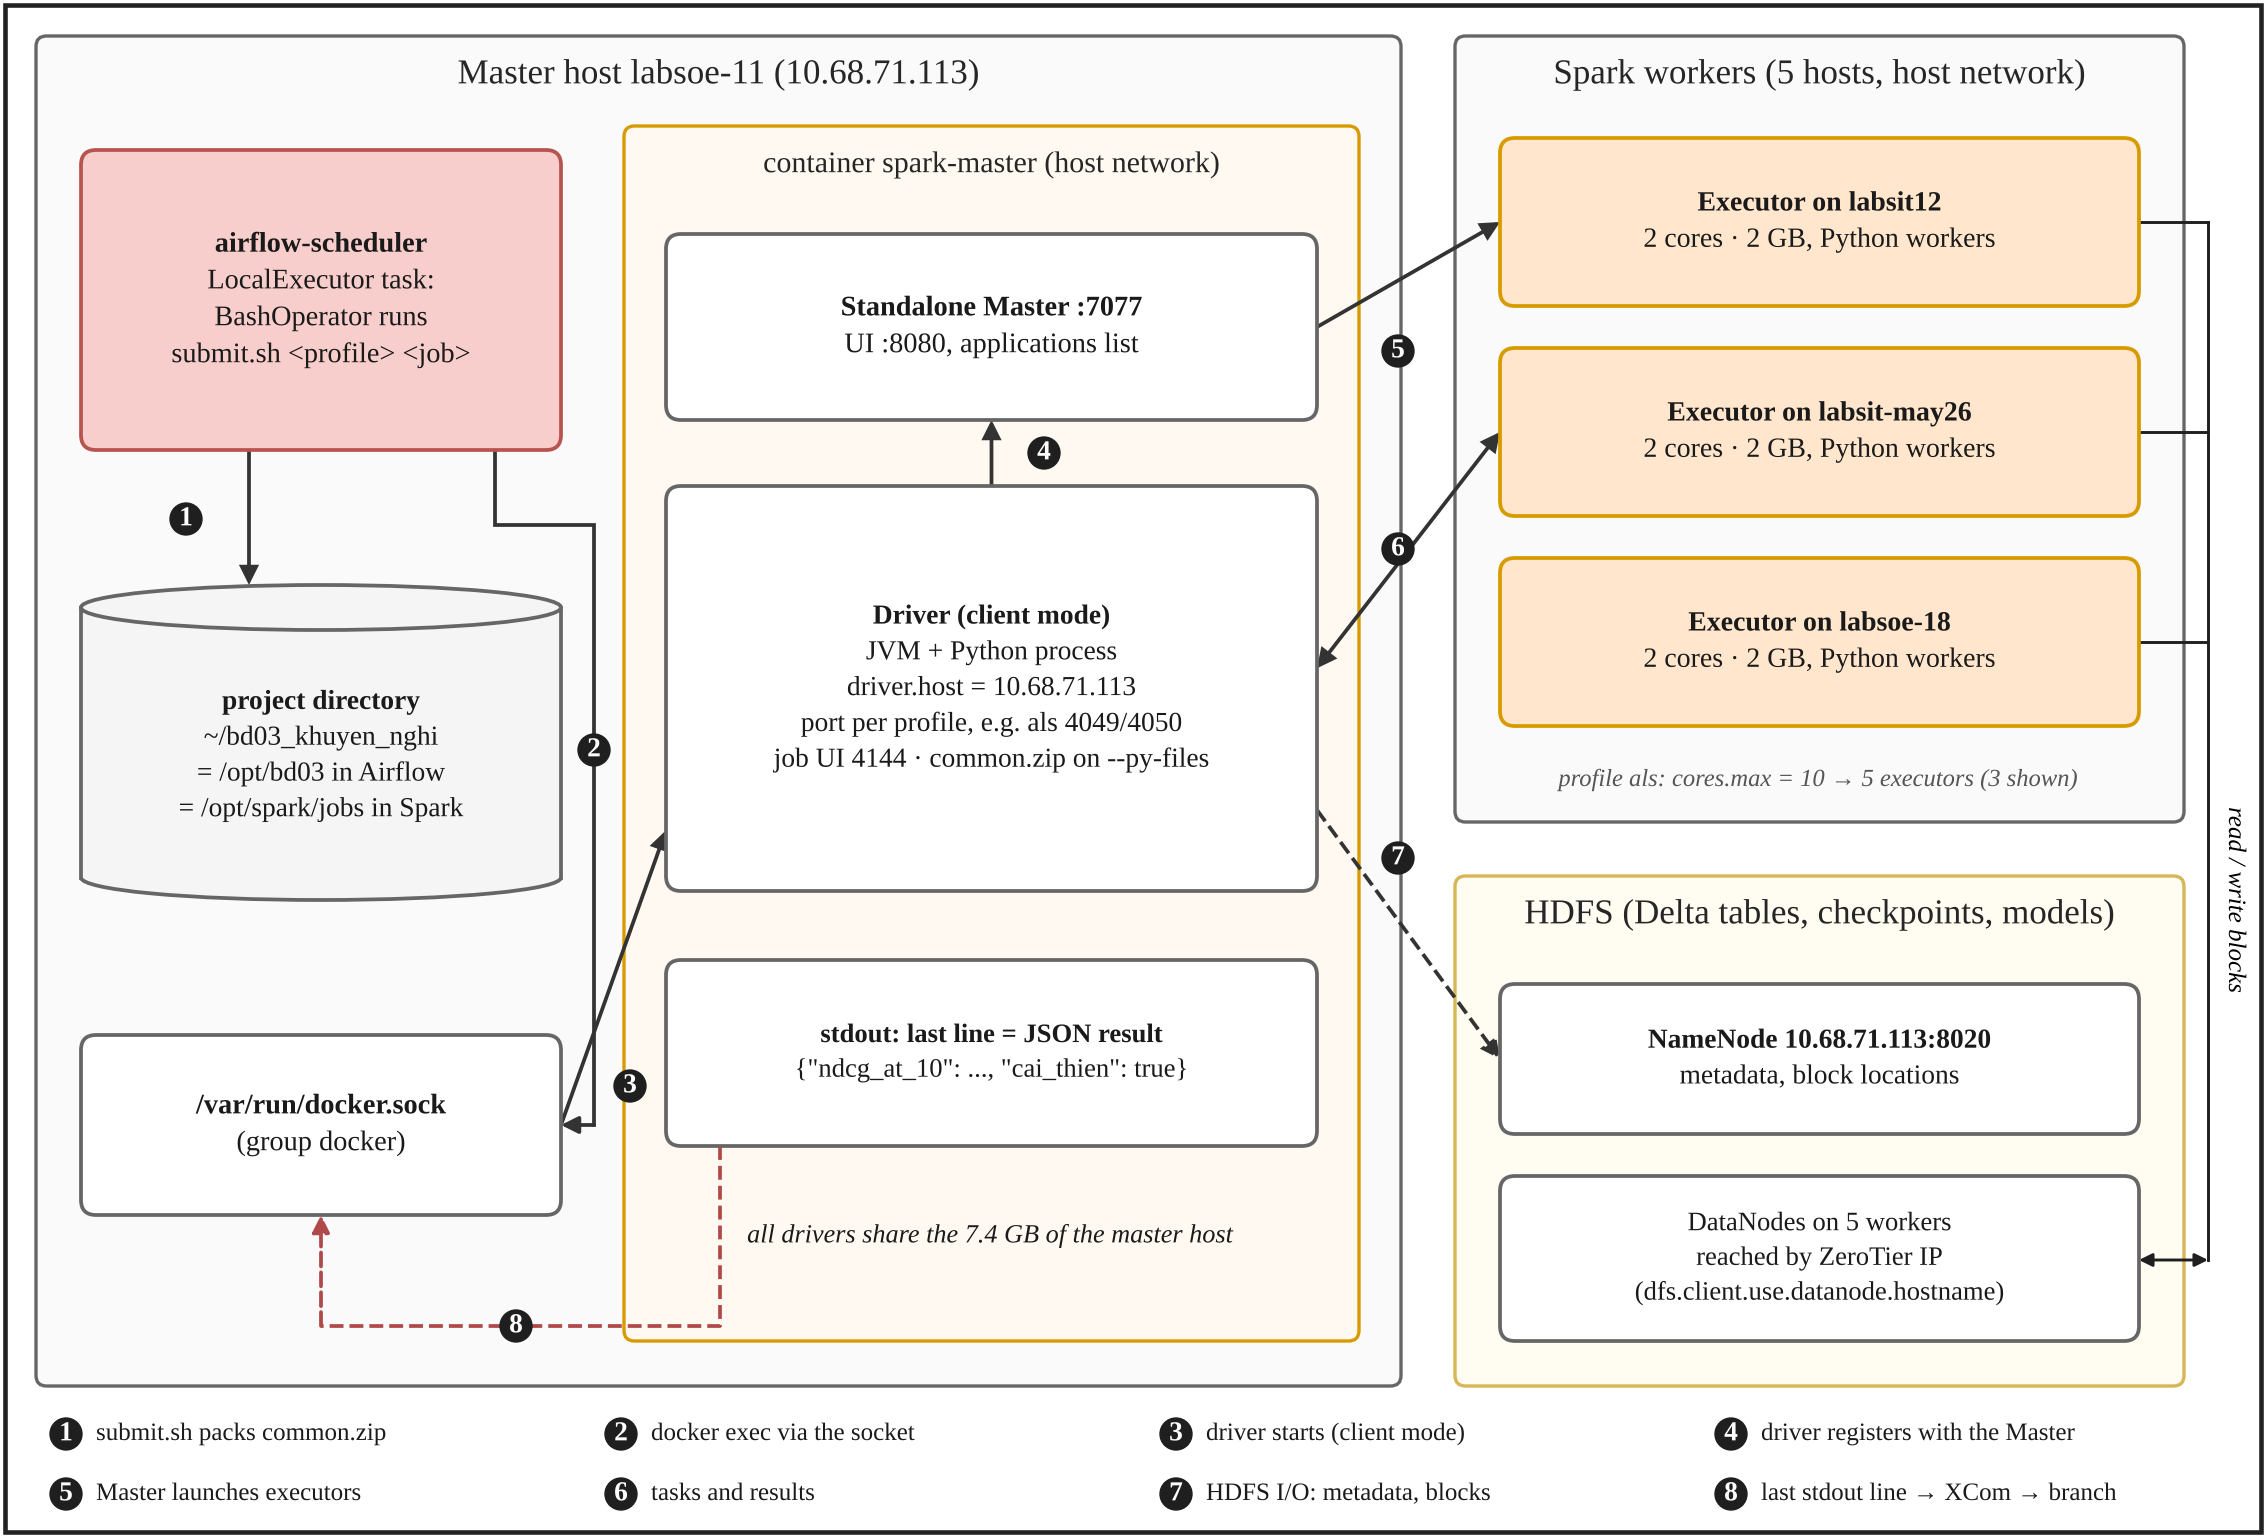 Master host labsoe-11 (10.68.71.113)
airflow-scheduler
LocalExecutor task:
BashOperator runs
submit.sh <profile> <job>
1
project directory
~/bd03_khuyen_nghi
= /opt/bd03 in Airflow
= /opt/spark/jobs in Spark
2
/var/run/docker.sock
(group docker)
3
8
container spark-master (host network)
Standalone Master :7077
UI :8080, applications list
4
Driver (client mode)
JVM + Python process
driver.host = 10.68.71.113
port per profile, e.g. als 4049/4050
job UI 4144 · common.zip on --py-files
stdout: last line = JSON result
{"ndcg_at_10": ..., "cai_thien": true}
all drivers share the 7.4 GB of the master host
5
6
7
Spark workers (5 hosts, host network)
Executor on labsit12
2 cores · 2 GB, Python workers
Executor on labsit-may26
2 cores · 2 GB, Python workers
Executor on labsoe-18
2 cores · 2 GB, Python workers
profile als: cores.max = 10 → 5 executors (3 shown)
read / write blocks
HDFS (Delta tables, checkpoints, models)
NameNode 10.68.71.113:8020
metadata, block locations
DataNodes on 5 workers
reached by ZeroTier IP
(dfs.client.use.datanode.hostname)
1 submit.sh packs common.zip
2 docker exec via the socket
3 driver starts (client mode)
4 driver registers with the Master
5 Master launches executors
6 tasks and results
7 HDFS I/O: metadata, blocks
8 last stdout line → XCom → branch